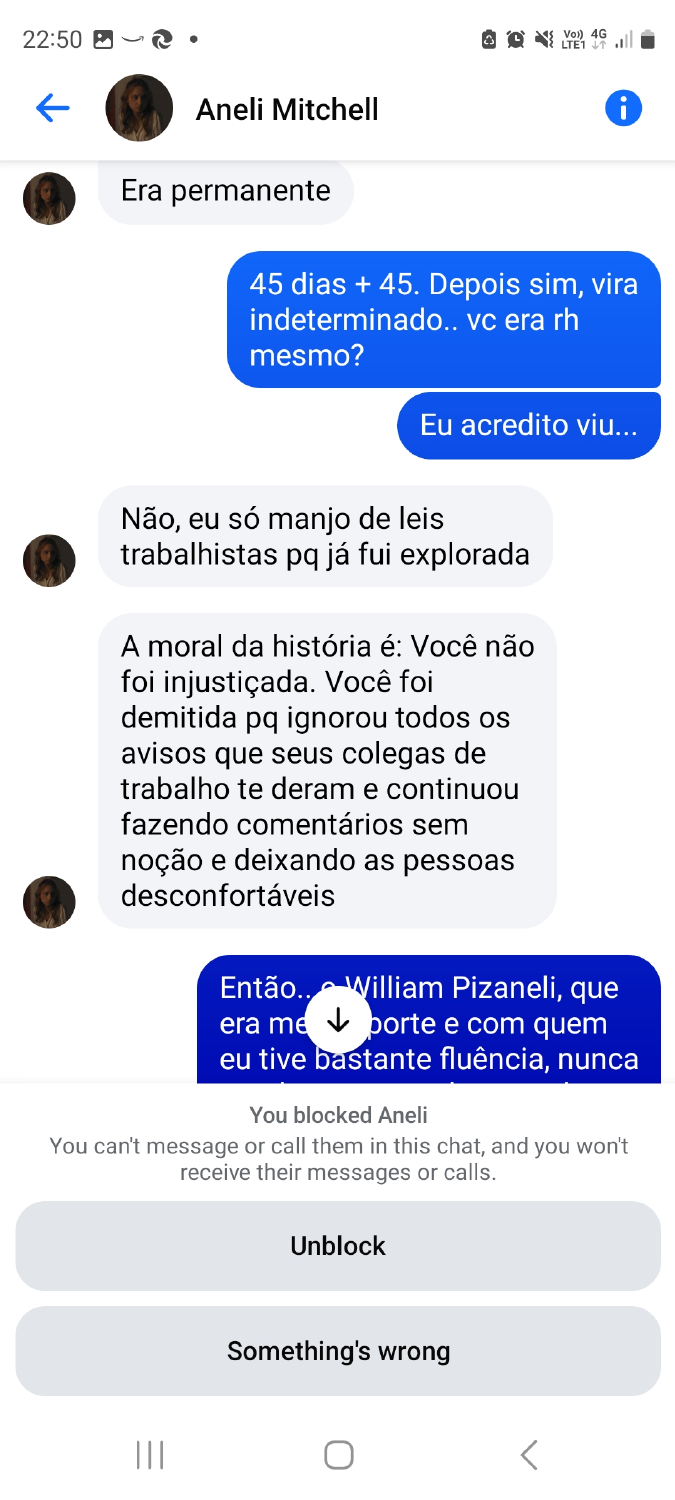 22:50
Vo)) 4G
LTE1
Aneli Mitchell
Era permanente
45 dias + 45. Depois sim, vira
indeterminado.. vc era rh
mesmo?
Eu acredito viu...
Não, eu só manjo de leis
trabalhistas pq já fui explorada
A moral da história é: Você não
foi injustiçada. Você foi
demitida pq ignorou todos os
avisos que seus colegas de
trabalho te deram e continuou
fazendo comentários sem
noção e deixando as pessoas
desconfortáveis
Então.. o William Pizaneli, que
era me porte e com quem
eu tive bastante fluência, nunca
You blocked Aneli
You can't message or call them in this chat, and you won't
receive their messages or calls.
Unblock
Something's wrong